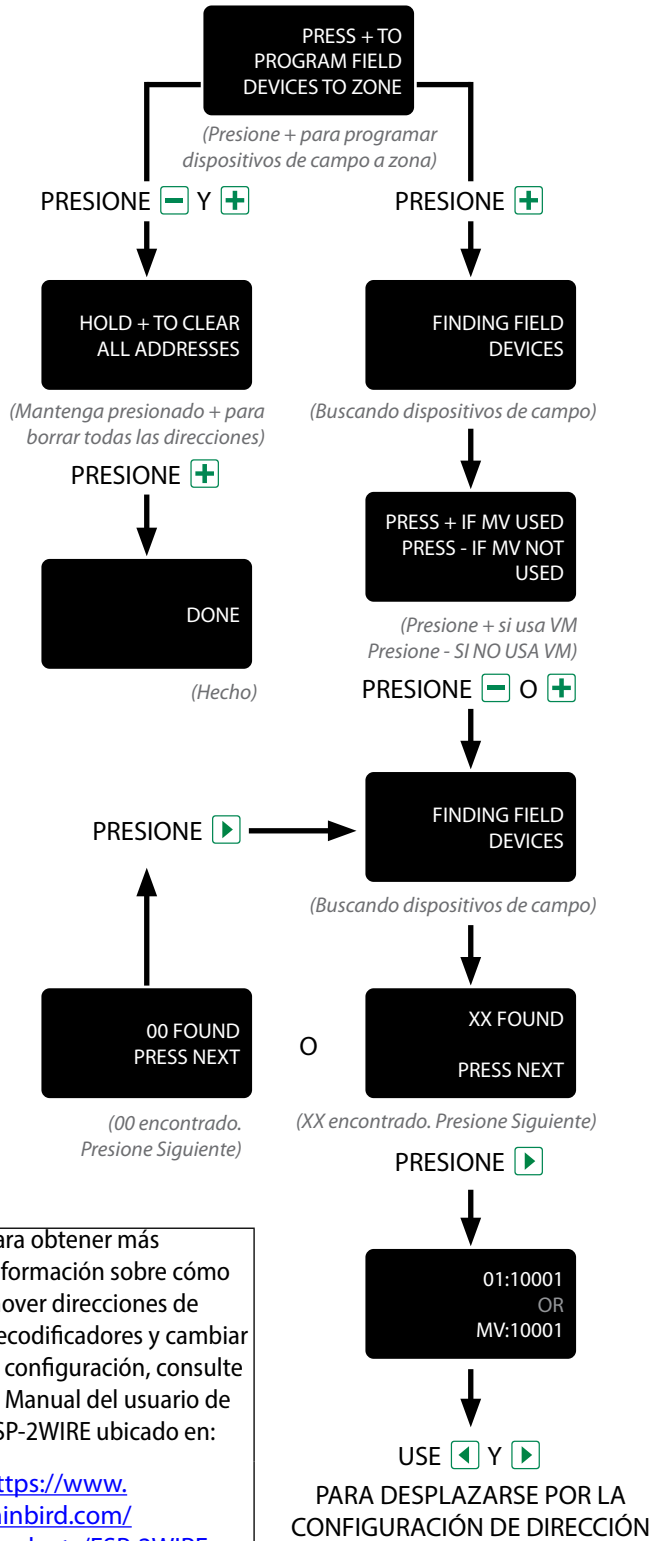 PRESS + TO
PROGRAM FIELD
DEVICES TO ZONE
(Presione + para programar
dispositivos de campo a zona)
PRESIONE - Y +
PRESIONE +
HOLD + TO CLEAR
ALL ADDRESSES
(Mantenga presionado + para
borrar todas las direcciones)
PRESIONE +
DONE
(Hecho)
FINDING FIELD
DEVICES
(Buscando dispositivos de campo)
PRESS + IF MV USED
PRESS - IF MV NOT
USED
(Presione + si usa VM
Presione - SI NO USA VM)
PRESIONE - O +
PRESIONE
FINDING FIELD
DEVICES
(Buscando dispositivos de campo)
00 FOUND
PRESS NEXT
(00 encontrado.
Presione Siguiente)
O
XX FOUND
PRESS NEXT
(XX encontrado. Presione Siguiente)
PRESIONE
01:10001
OR
MV:10001
USE Y
PARA DESPLAZARSE POR LA
CONFIGURACIÓN DE DIRECCIÓN
obtener más
sobre cómo
direcciones de
y cambiar
configuración, consulte
Manual del usuario de
ubicado en: